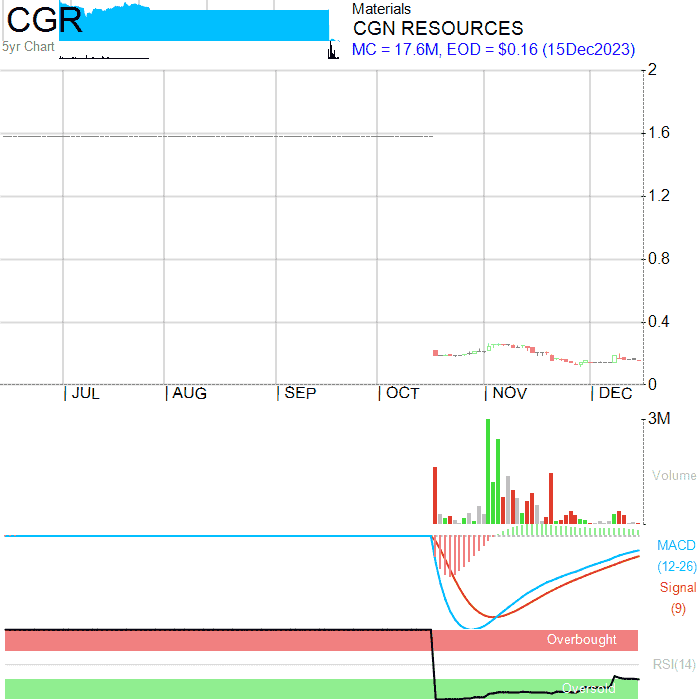 CGR
5yr Chart
Materials
CGN RESOURCES
MC = 17.6M, EOD = $0.16 (15Dec2023)
2
1.6
1.2
0.8
0.4
0
| JUL | AUG | SEP | OCT | NOV | DEC
3M
Volume
MACD
(12-26)
Signal
(9)
Overbought
RSI(14)
Oversold